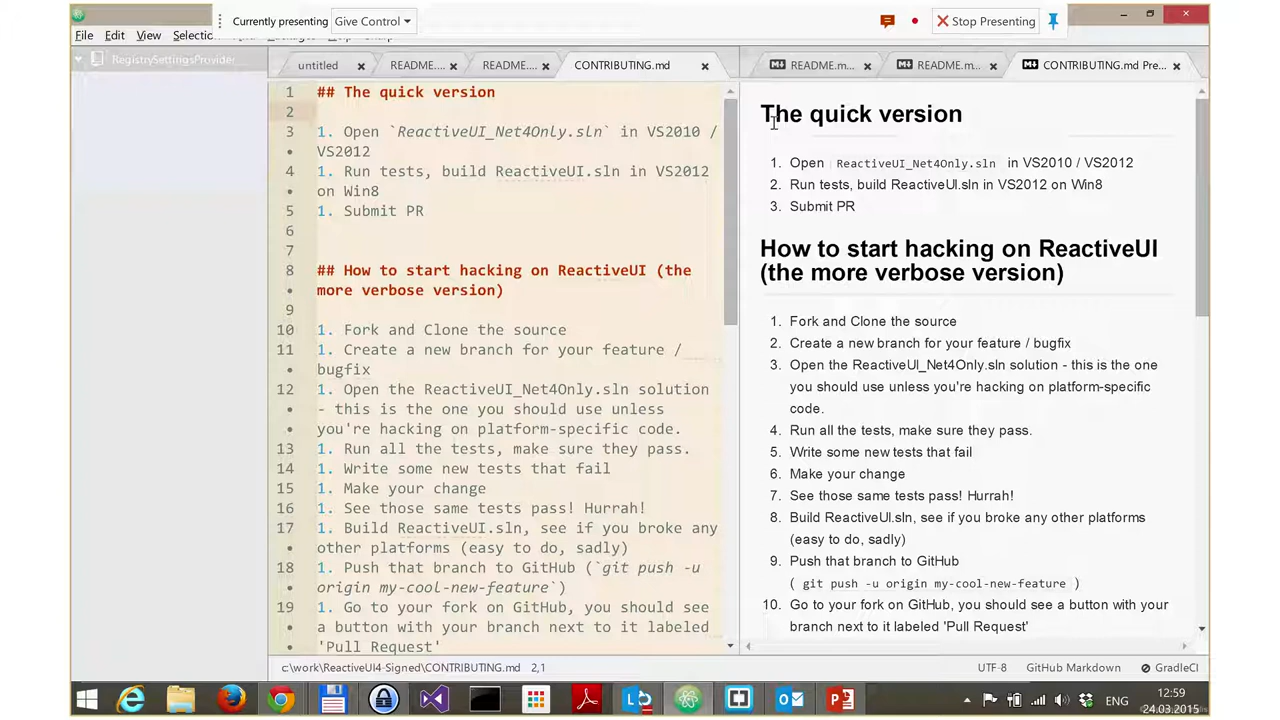 Currently presenting
Give Control
Stop Presenting
File Edit View Selection
RegistrySettingsProvider
untitled
README....
README....
CONTRIBUTING.md
README.m...
README.m...
CONTRIBUTING.md Pre...
1 ## The quick version
2
3 1. Open `ReactiveUI_Net4Only.sln` in VS2010 /
• VS2012
4 1. Run tests, build ReactiveUI.sln in VS2012
• on Win8
5 1. Submit PR
6
7
8 ## How to start hacking on ReactiveUI (the
• more verbose version)
9
10 1. Fork and Clone the source
11 1. Create a new branch for your feature /
• bugfix
12 1. Open the ReactiveUI_Net4Only.sln solution
• - this is the one you should use unless
• you're hacking on platform-specific code.
13 1. Run all the tests, make sure they pass.
14 1. Write some new tests that fail
15 1. Make your change
16 1. See those same tests pass! Hurrah!
17 1. Build ReactiveUI.sln, see if you broke any
• other platforms (easy to do, sadly)
18 1. Push that branch to GitHub (`git push -u
• origin my-cool-new-feature`)
19 1. Go to your fork on GitHub, you should see
• a button with your branch next to it labeled
• 'Pull Request'
The quick version
1. Open ReactiveUI_Net4Only.sln in VS2010 / VS2012
2. Run tests, build ReactiveUI.sln in VS2012 on Win8
3. Submit PR
How to start hacking on ReactiveUI
(the more verbose version)
1. Fork and Clone the source
2. Create a new branch for your feature / bugfix
3. Open the ReactiveUI_Net4Only.sln solution - this is the one
you should use unless you're hacking on platform-specific
code.
4. Run all the tests, make sure they pass.
5. Write some new tests that fail
6. Make your change
7. See those same tests pass! Hurrah!
8. Build ReactiveUI.sln, see if you broke any other platforms
(easy to do, sadly)
9. Push that branch to GitHub
( git push -u origin my-cool-new-feature )
10. Go to your fork on GitHub, you should see a button with your
branch next to it labeled 'Pull Request'
c:\work\ReactiveUI4-Signed\CONTRIBUTING.md 2,1
UTF-8 GitHub Markdown GradleCI
ENG
12:59
24.03.2015